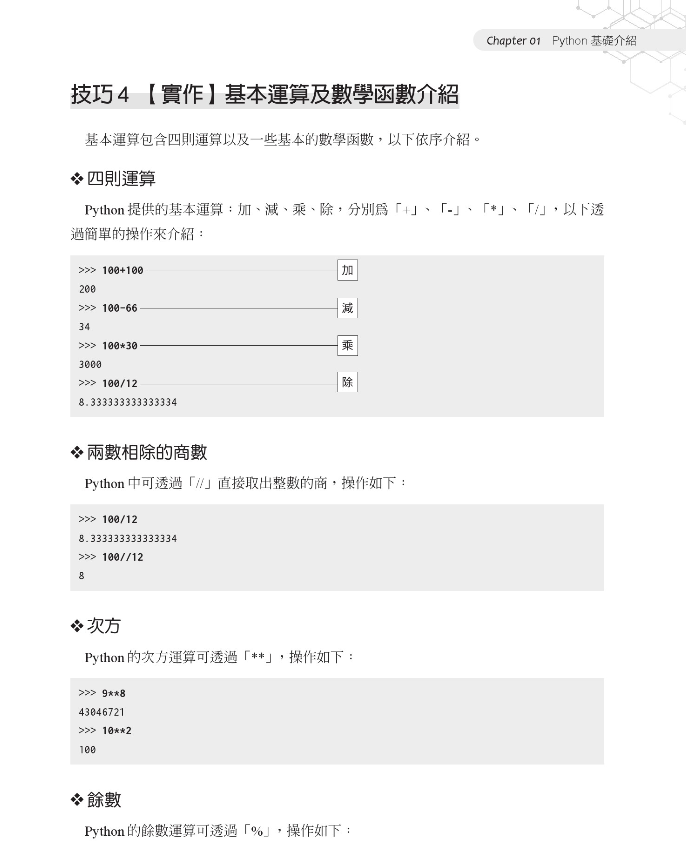 Chapter 01 Python 基礎介紹
技巧 4 【實作】基本運算及數學函數介紹
基本運算包含四則運算以及一些基本的數學函數，以下依序介紹。
❖ 四則運算
Python 提供的基本運算：加、減、乘、除，分別為「+」、「-」、「*」、「/」，以下透
過簡單的操作來介紹：
>>> 100+100 加
200
>>> 100-66 減
34
>>> 100*30 乘
3000
>>> 100/12 除
8.333333333333334
❖ 兩數相除的商數
Python 中可透過「//」直接取出整數的商，操作如下：
>>> 100/12
8.333333333333334
>>> 100//12
8
❖ 次方
Python 的次方運算可透過「**」，操作如下：
>>> 9**8
43046721
>>> 10**2
100
❖ 餘數
Python 的餘數運算可透過「%」，操作如下：